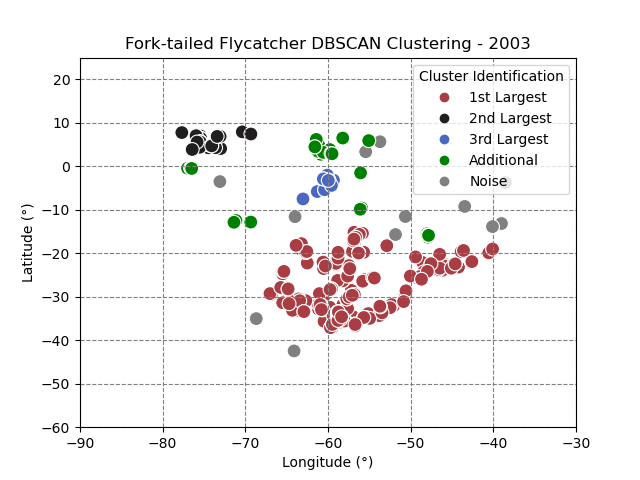 Fork-tailed Flycatcher DBSCAN Clustering - 2003
Cluster Identification
1st Largest
2nd Largest
3rd Largest
Additional
Noise
20
10
0
−10
−20
−30
−40
−50
−60
Latitude (°)
−90
−80
−70
−60
−50
−40
−30
Longitude (°)